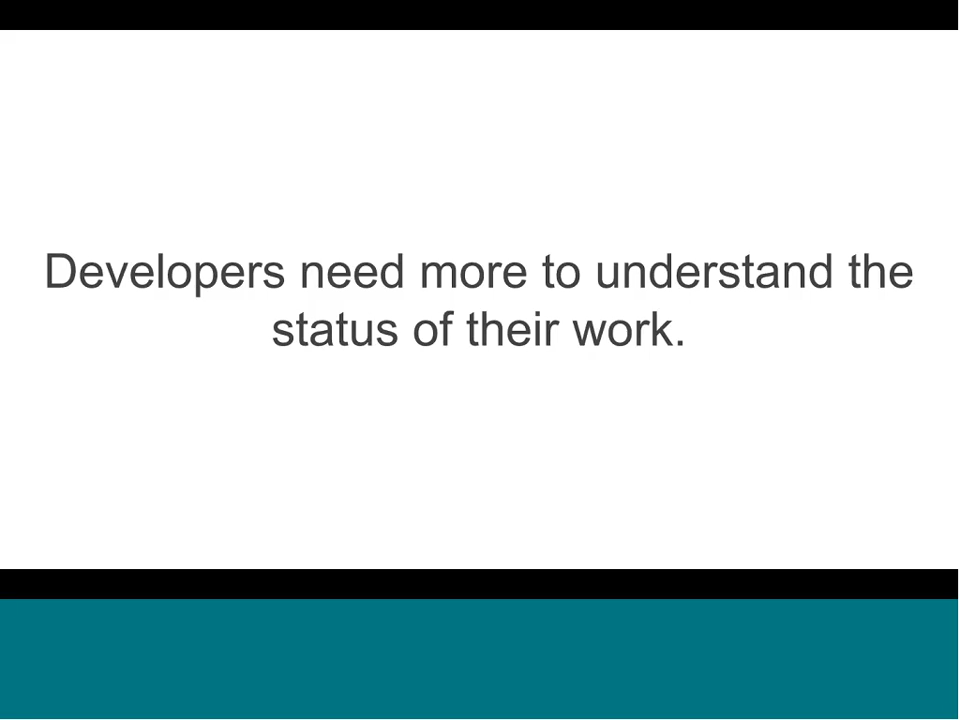 Developers need more to understand the
status of their work.